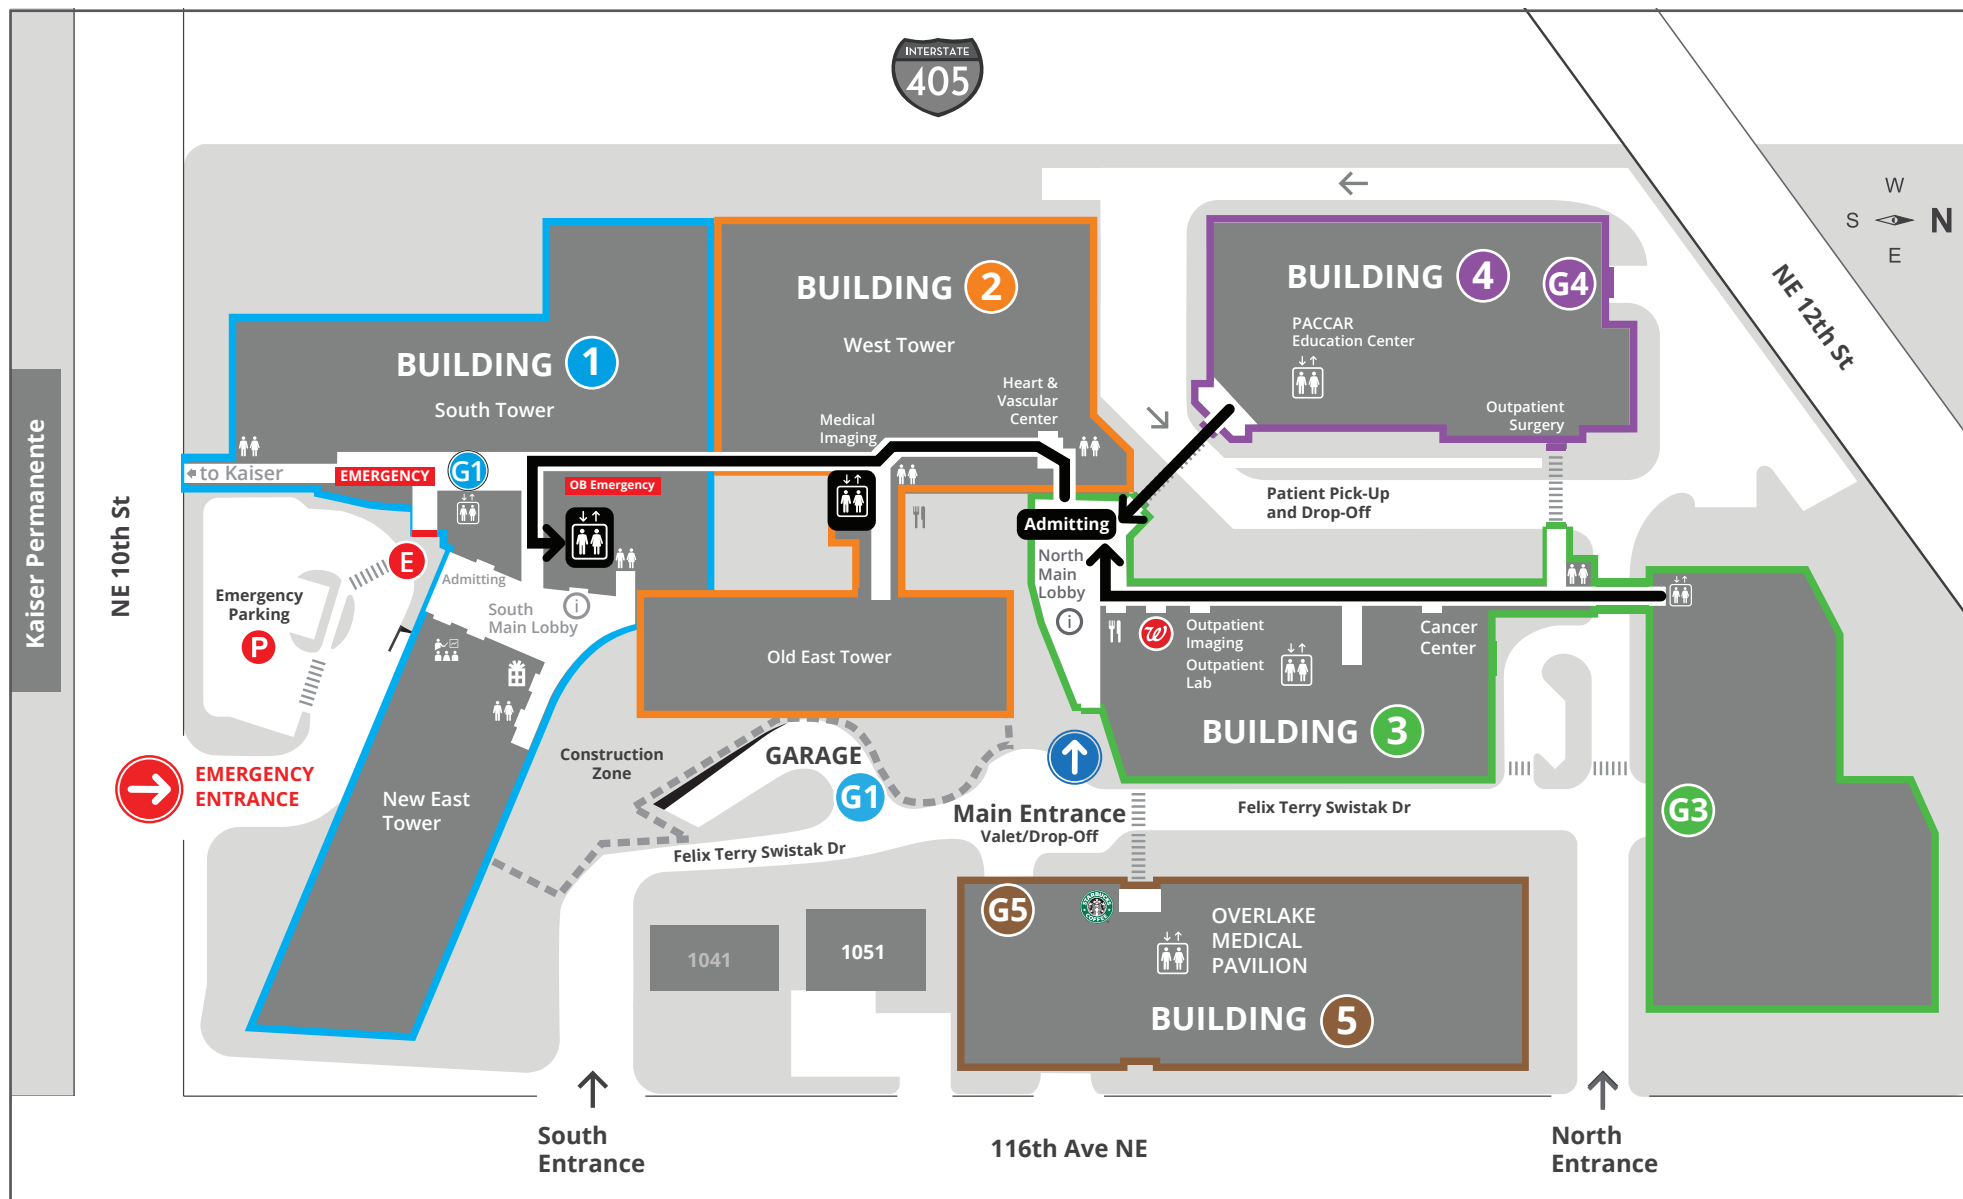 INTERSTATE
405
W
S
N
E
NE 12th St
BUILDING 2
West Tower
BUILDING 4
G4
PACCAR
Education Center
BUILDING 1
South Tower
Heart &
Vascular
Center
Medical
Imaging
Outpatient
Surgery
Kaiser Permanente
NE 10th St
to Kaiser
EMERGENCY
G1
OB Emergency
Patient Pick-Up
and Drop-Off
Admitting
E
Admitting
North
Main
Lobby
i
Emergency
Parking
P
South
Main Lobby
i
Old East Tower
W
Outpatient
Imaging
Outpatient
Lab
Cancer
Center
BUILDING 3
EMERGENCY
ENTRANCE
Construction
Zone
GARAGE
G1
New East
Tower
Main Entrance
Valet/Drop-Off
Felix Terry Swistak Dr
G3
Felix Terry Swistak Dr
G5
STARBUCKS
COFFEE
OVERLAKE
MEDICAL
PAVILION
1041
1051
BUILDING 5
South
Entrance
116th Ave NE
North
Entrance